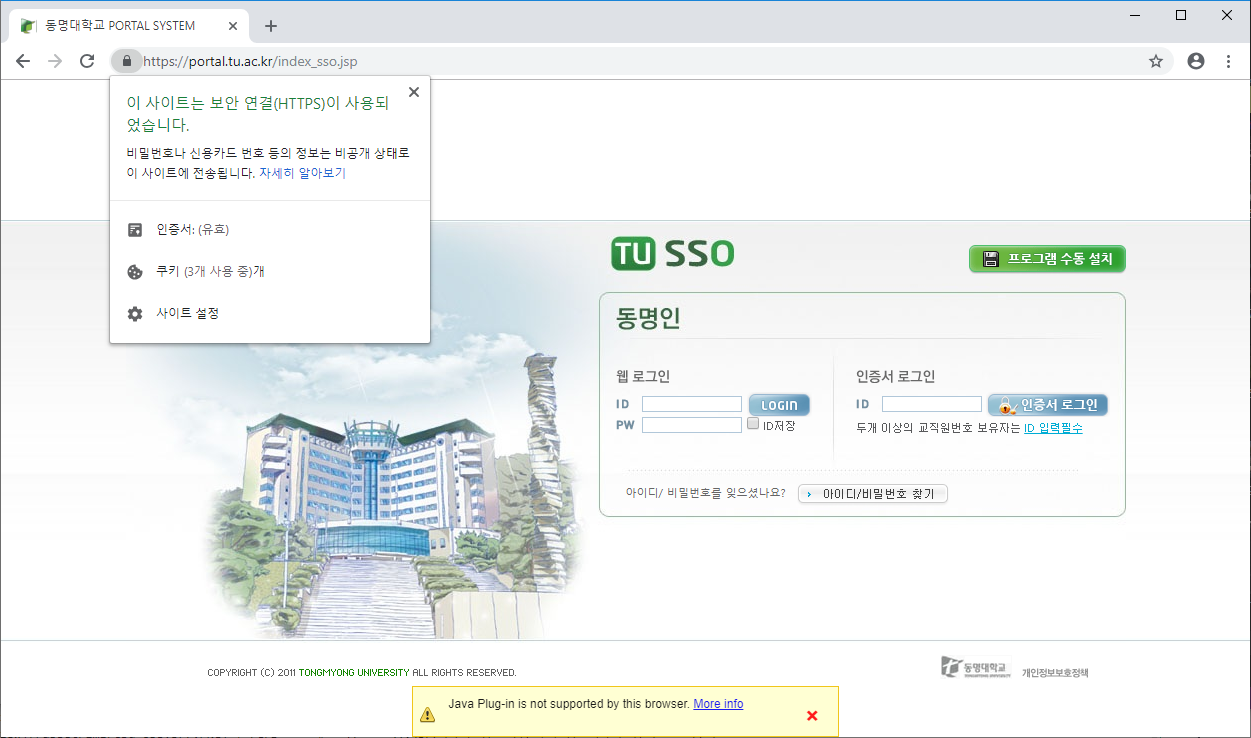 동명대학교 PORTAL SYSTEM
https://portal.tu.ac.kr/index_sso.jsp
이 사이트는 보안 연결(HTTPS)이 사용되
었습니다.
비밀번호나 신용카드 번호 등의 정보는 비공개 상태로
이 사이트에 전송됩니다. 자세히 알아보기
인증서: (유효)
쿠키 (3개 사용 중)개
사이트 설정
TU SSO
프로그램 수동 설치
동명인
웹 로그인
ID
LOGIN
PW
ID저장
인증서 로그인
ID
인증서 로그인
두개 이상의 교직원번호 보유자는 ID 입력필수
아이디/ 비밀번호를 잊으셨나요?
아이디/비밀번호 찾기
COPYRIGHT (C) 2011 TONGMYONG UNIVERSITY ALL RIGHTS RESERVED.
동명대학교
TONGMYONG UNIVERSITY
개인정보보호정책
Java Plug-in is not supported by this browser. More info